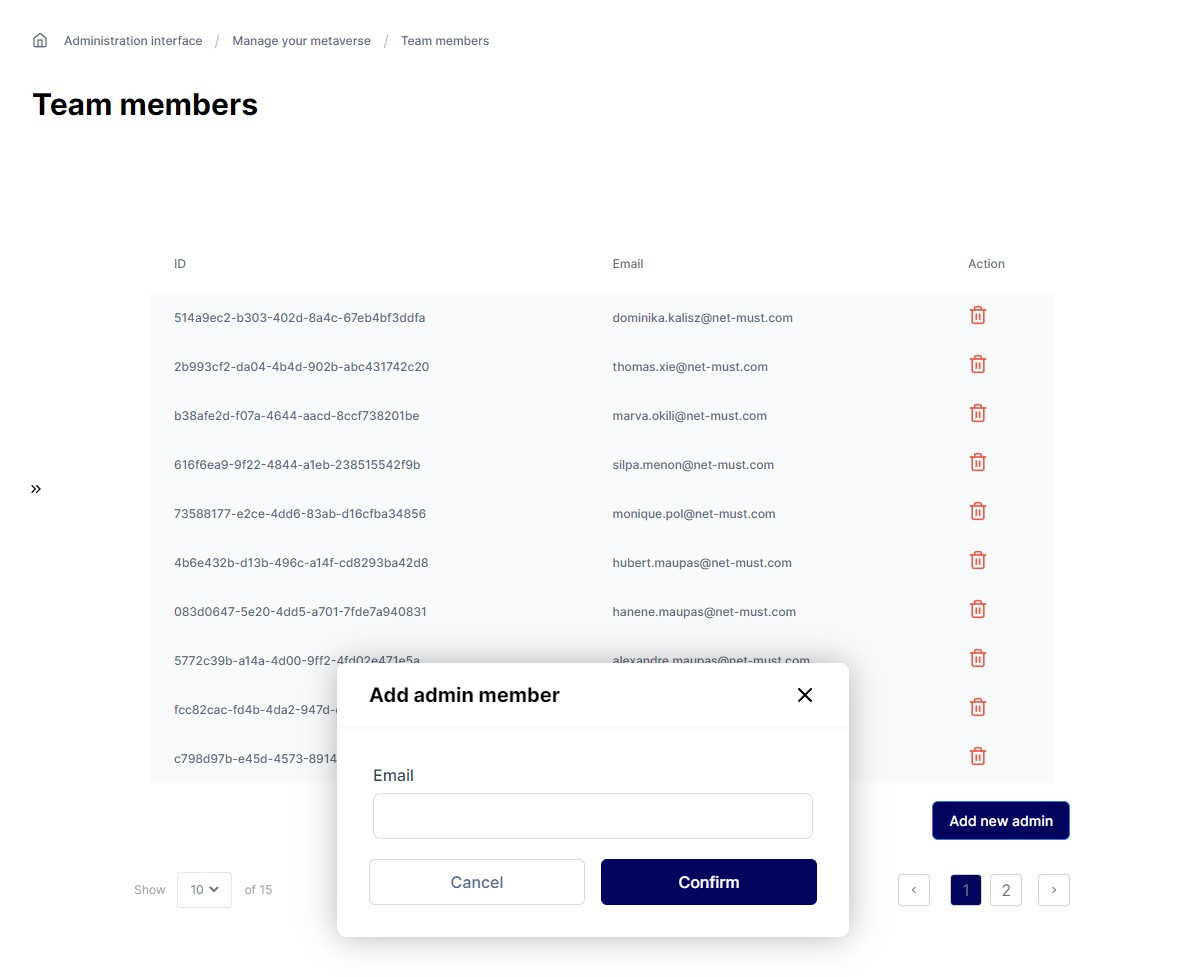 Administration interface / Manage your metaverse / Team members
Team members
ID Email Action
514a9ec2-b303-402d-8a4c-67eb4bf3ddfa dominika.kalisz@net-must.com
2b993cf2-da04-4b4d-902b-abc431742c20 thomas.xie@net-must.com
b38afe2d-f07a-4644-aacd-8ccf738201be marva.okili@net-must.com
616f6ea9-9f22-4844-a1eb-238515542f9b silpa.menon@net-must.com
73588177-e2ce-4dd6-83ab-d16cfba34856 monique.pol@net-must.com
4b6e432b-d13b-496c-a14f-cd8293ba42d8 hubert.maupas@net-must.com
083d0647-5e20-4dd5-a701-7fde7a940831 hanene.maupas@net-must.com
5772c39b-a14a-4d00-9ff2-4fd02e471e5a alexandre.maupas@net-must.com
fcc82cac-fd4b-4da2-947d-
c798d97b-e45d-4573-8914
Add admin member
Email
Cancel Confirm
Add new admin
Show 10 of 15
1 2